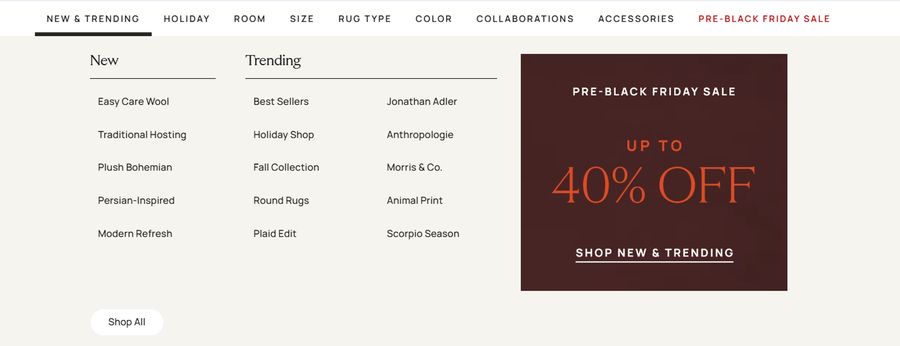 NEW & TRENDING HOLIDAY ROOM SIZE RUG TYPE COLOR COLLABORATIONS ACCESSORIES PRE-BLACK FRIDAY SALE
New
Easy Care Wool
Traditional Hosting
Plush Bohemian
Persian-Inspired
Modern Refresh
Trending
Best Sellers
Holiday Shop
Fall Collection
Round Rugs
Plaid Edit
Jonathan Adler
Anthropologie
Morris & Co.
Animal Print
Scorpio Season
PRE-BLACK FRIDAY SALE
UP TO
40% OFF
SHOP NEW & TRENDING
Shop All